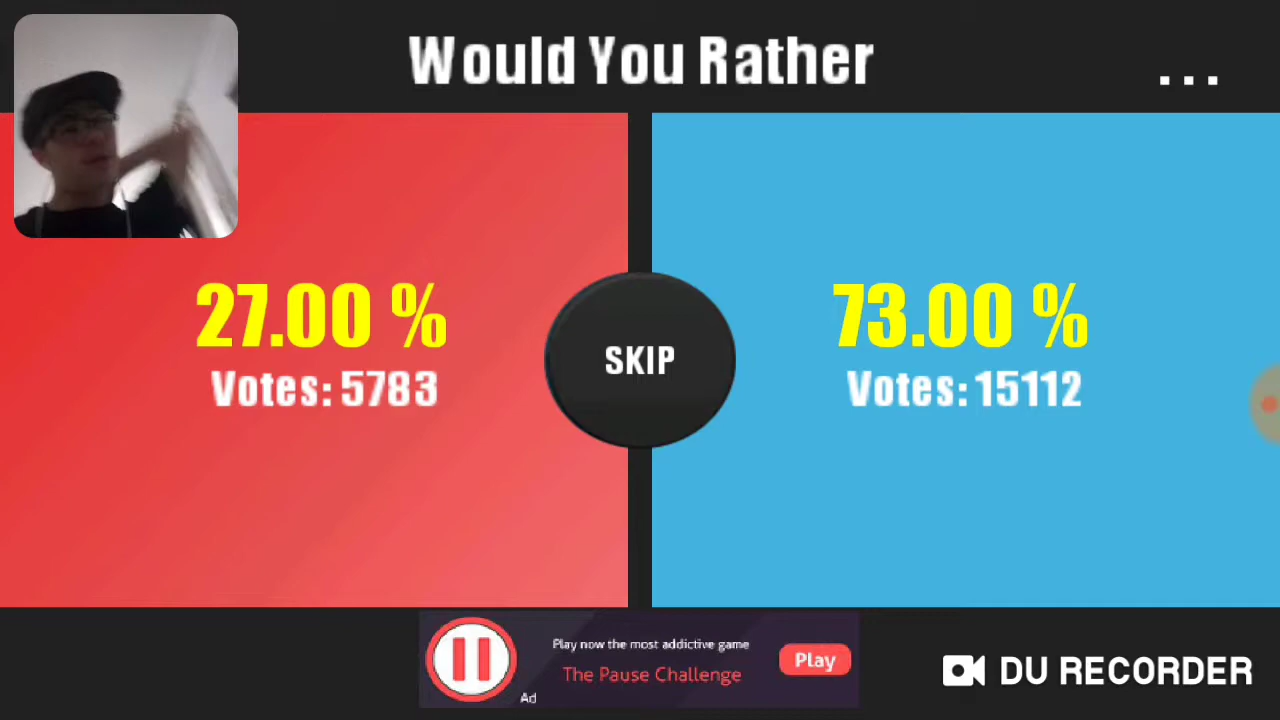 Would You Rather
...
27.00 %
Votes: 5783
SKIP
73.00 %
Votes: 15112
Play now the most addictive game
The Pause Challenge
Play
Ad
DU RECORDER